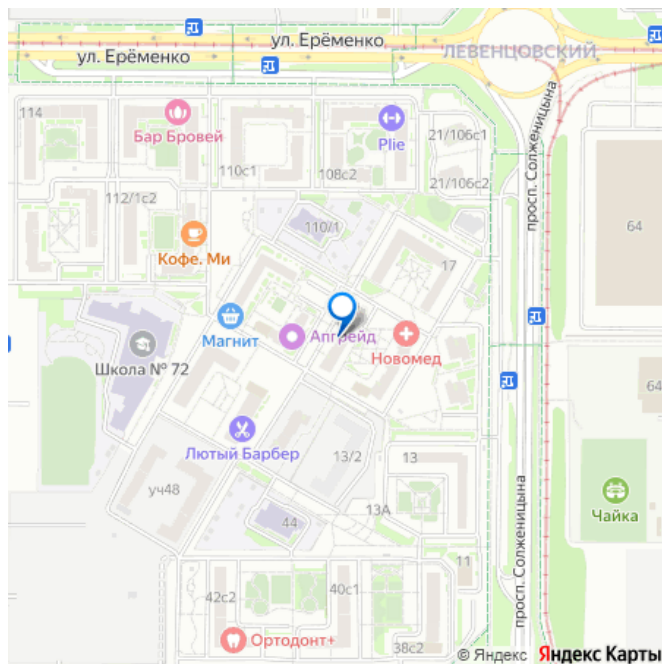 ул. Ерёменко
ЛЕВЕНЦОВСКИЙ
ул. Ерёменко
114
Бар Бровей
Plie
21/106с1
110с1
108с2
21/106с2
112/1с2
просп. Солженицына
110/1
64
Кофе. Ми
17
Магнит
Апгрейд
Новомед
Школа № 72
64
Лютый Барбер
13/2
13
уч48
Чайка
13А
44
просп. Солженицына
11
42с2
40с1
Ортодонт+
38с2
© Яндекс Яндекс Карты